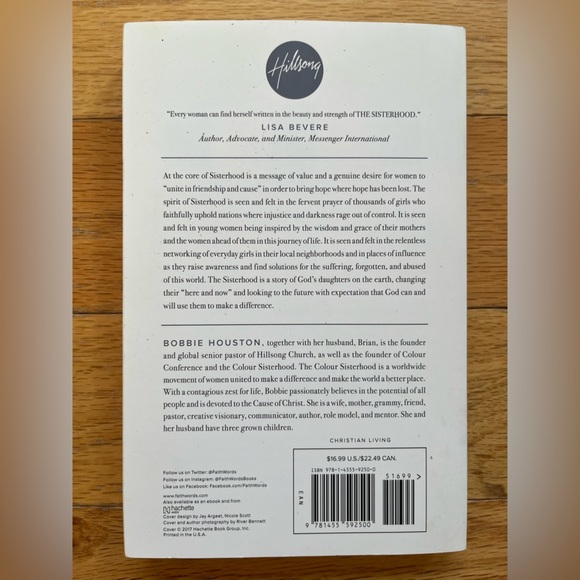 Hillsong
"Every woman can find herself written in the beauty and strength of THE SISTERHOOD."
LISA BEVERE
Author, Advocate, and Minister, Messenger International
At the core of Sisterhood is a message of value and a genuine desire for women to
"unite in friendship and cause" in order to bring hope where hope has been lost. The
spirit of Sisterhood is seen and felt in the fervent prayer of thousands of girls who
faithfully uphold nations where injustice and darkness rage out of control. It is seen
and felt in young women being inspired by the wisdom and grace of their mothers
and the women ahead of them in this journey of life. It is seen and felt in the relentless
networking of everyday girls in their local neighborhoods and in places of influence
as they raise awareness and find solutions for the suffering, forgotten, and abused
of this world. The Sisterhood is a story of God's daughters on the earth, changing
their "here and now" and looking to the future with expectation that God can and
will use them to make a difference.
BOBBIE HOUSTON, together with her husband, Brian, is the founder
and global senior pastor of Hillsong Church, as well as the founder of Colour
Conference and the Colour Sisterhood. The Colour Sisterhood is a worldwide
movement of women united to make a difference and make the world a better place.
With a contagious zest for life, Bobbie passionately believes in the potential of all
people and is devoted to the Cause of Christ. She is a wife, mother, grammy, friend,
pastor, creative visionary, communicator, author, role model, and mentor. She and
her husband have three grown children.
CHRISTIAN LIVING
$16.99 U.S./$22.49 CAN.
ISBN 978-1-4555-9250-0
51699 >
EAN
9 781455 592500
Follow us on Twitter: @FaithWords
Follow us on Instagram: @FaithWordsBooks
Like us on Facebook: Facebook.com/FaithWords
www.faithwords.com
Also available as an ebook and from
hachette
AUDIO
Cover design by Jay Argaet, Nicole Scott
Cover and author photography by River Bennett
Cover © 2017 Hachette Book Group, Inc.
Printed in the U.S.A.